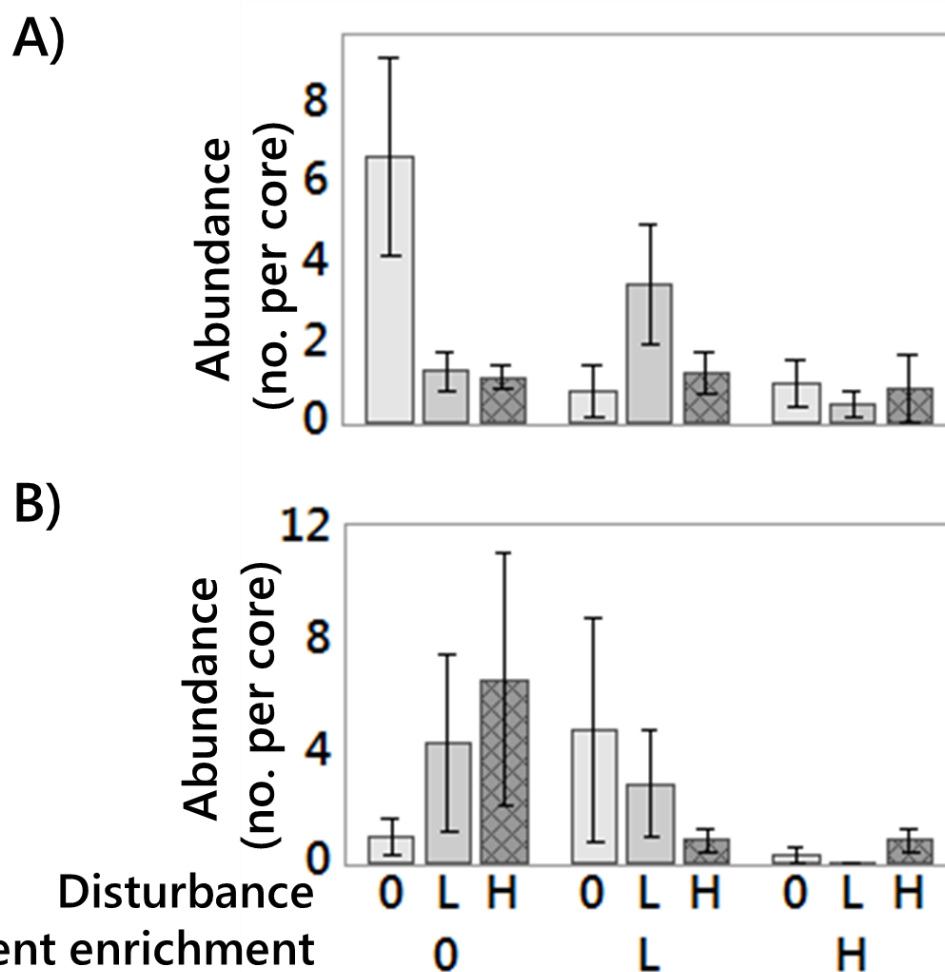 A)
Abundance
(no. per core)
8
6
4
2
0
B)
Abundance
(no. per core)
12
8
4
0
Disturbance 0 L H 0 L H 0 L H
enrichment 0 L H